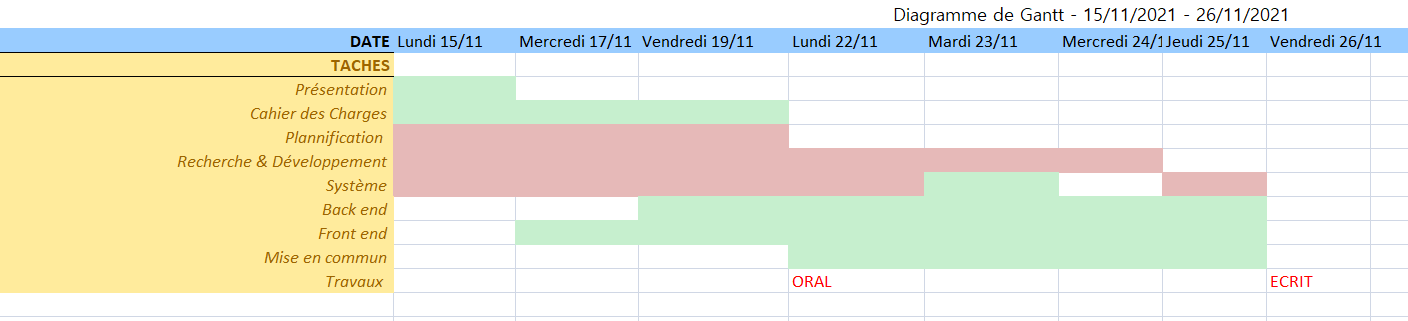 Diagramme de Gantt - 15/11/2021 - 26/11/2021
DATE Lundi 15/11 Mercredi 17/11 Vendredi 19/11 Lundi 22/11 Mardi 23/11 Mercredi 24/1 Jeudi 25/11 Vendredi 26/11
TACHES
Présentation
Cahier des Charges
Plannification
Recherche & Développement
Système
Back end
Front end
Mise en commun
Travaux ORAL ECRIT